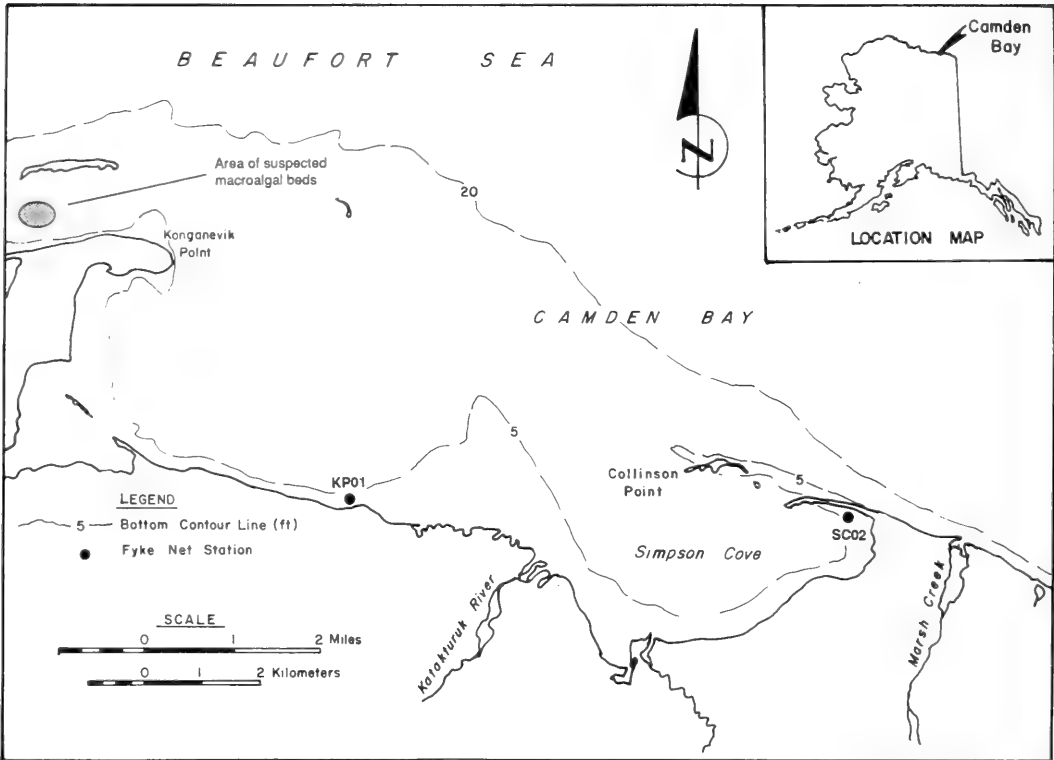 BEAUFORT SEA
Camden
Bay
LOCATION MAP
N
Area of suspected
macroalgal beds
20
Konganevik
Point
CAMDEN BAY
5
KP01
Collinson
Point
5
SC02
Simpson Cove
LEGEND
5 Bottom Contour Line (ft)
Fyke Net Station
Katakturuk River
Marsh Creek
SCALE
0 1 2 Miles
0 1 2 Kilometers